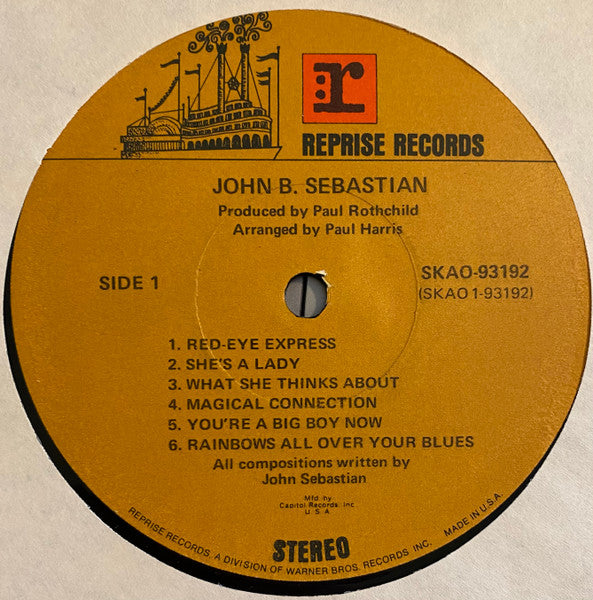 r
REPRISE RECORDS
JOHN B. SEBASTIAN
Produced by Paul Rothchild
Arranged by Paul Harris
SIDE 1
SKAO-93192
(SKAO 1-93192)
1. RED-EYE EXPRESS
2. SHE'S A LADY
3. WHAT SHE THINKS ABOUT
4. MAGICAL CONNECTION
5. YOU'RE A BIG BOY NOW
6. RAINBOWS ALL OVER YOUR BLUES
All compositions written by
John Sebastian
Mfd by
Capitol Records, Inc
U. S. A
STEREO
REPRISE RECORDS, A DIVISION OF WARNER BROS. RECORDS INC. MADE IN U.S.A.